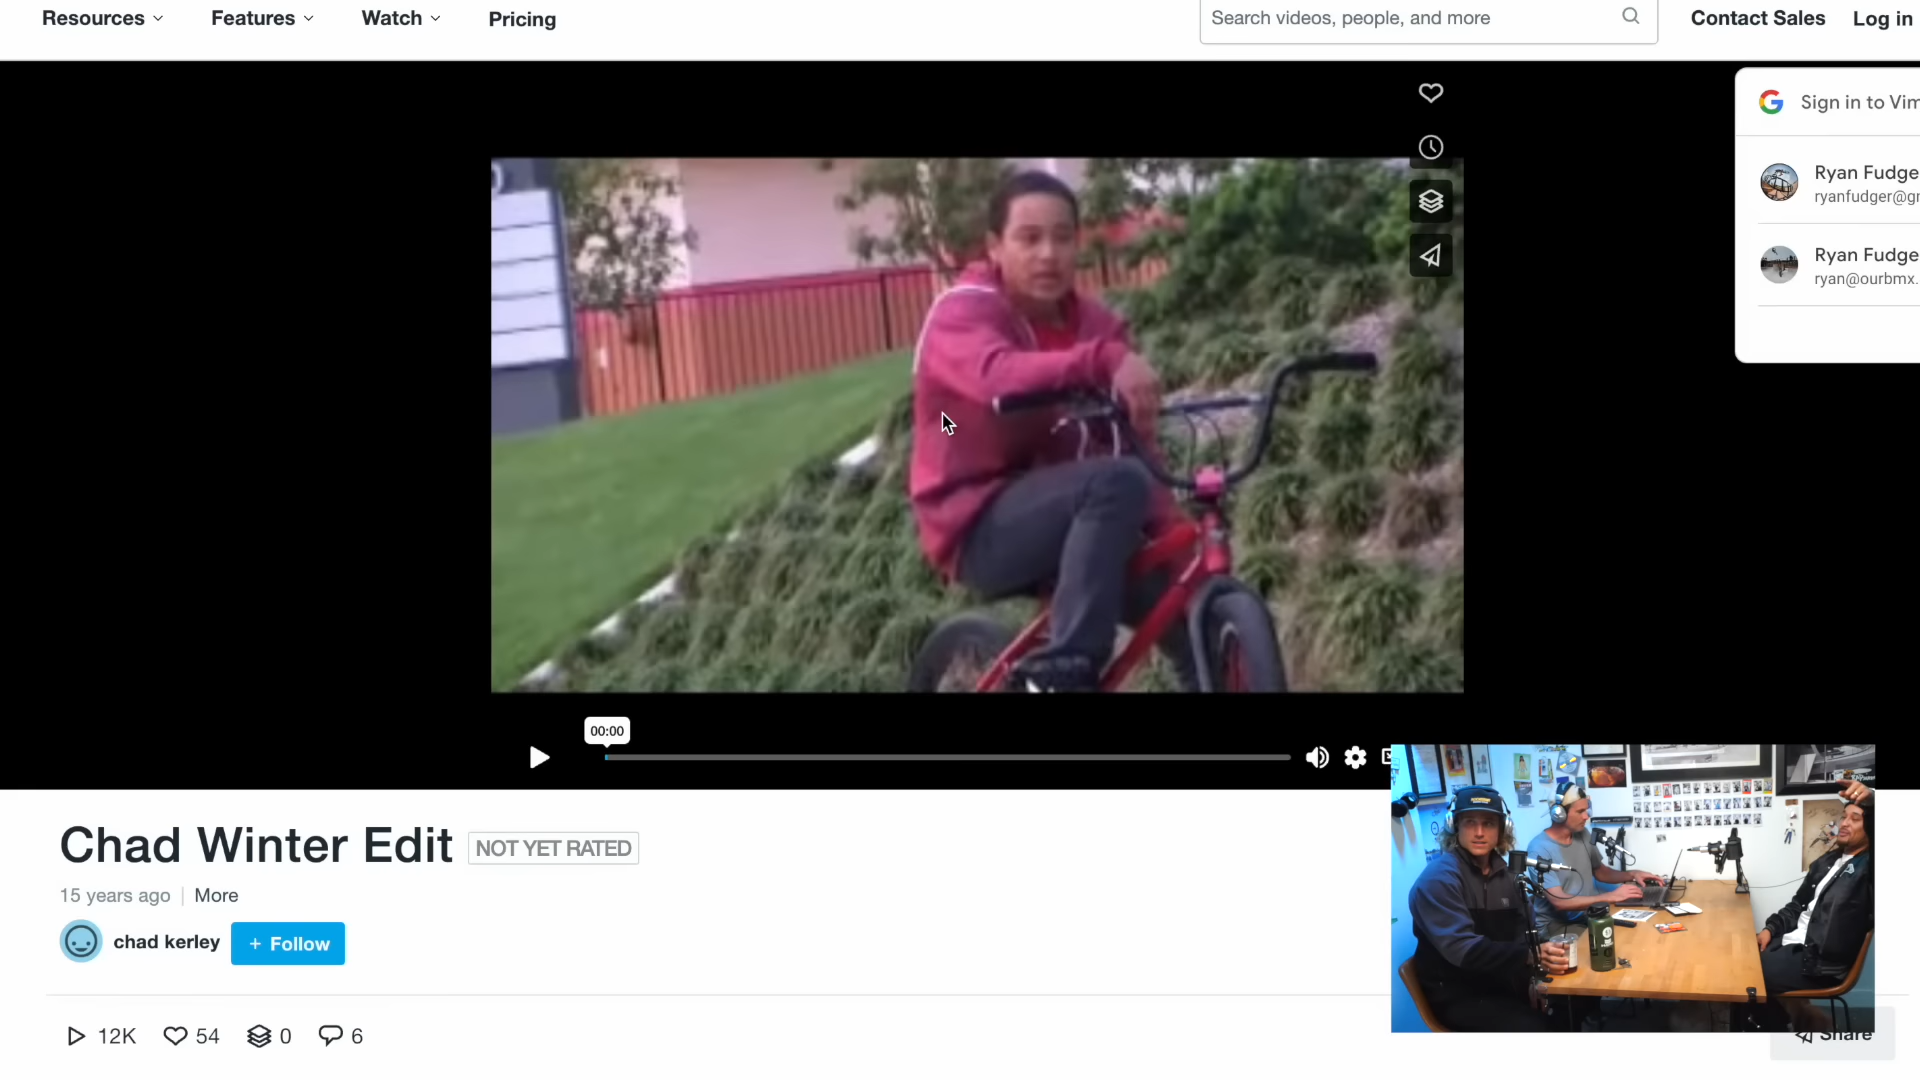 Resources
Features
Watch
Pricing
Search videos, people, and more
Contact Sales
Log in
Sign in to Vim
Ryan Fudge
ryanfudger@gr
Ryan Fudge
ryan@ourbmx.
00:00
Chad Winter Edit
NOT YET RATED
15 years ago
More
chad kerley
+ Follow
12K
54
0
6
Share